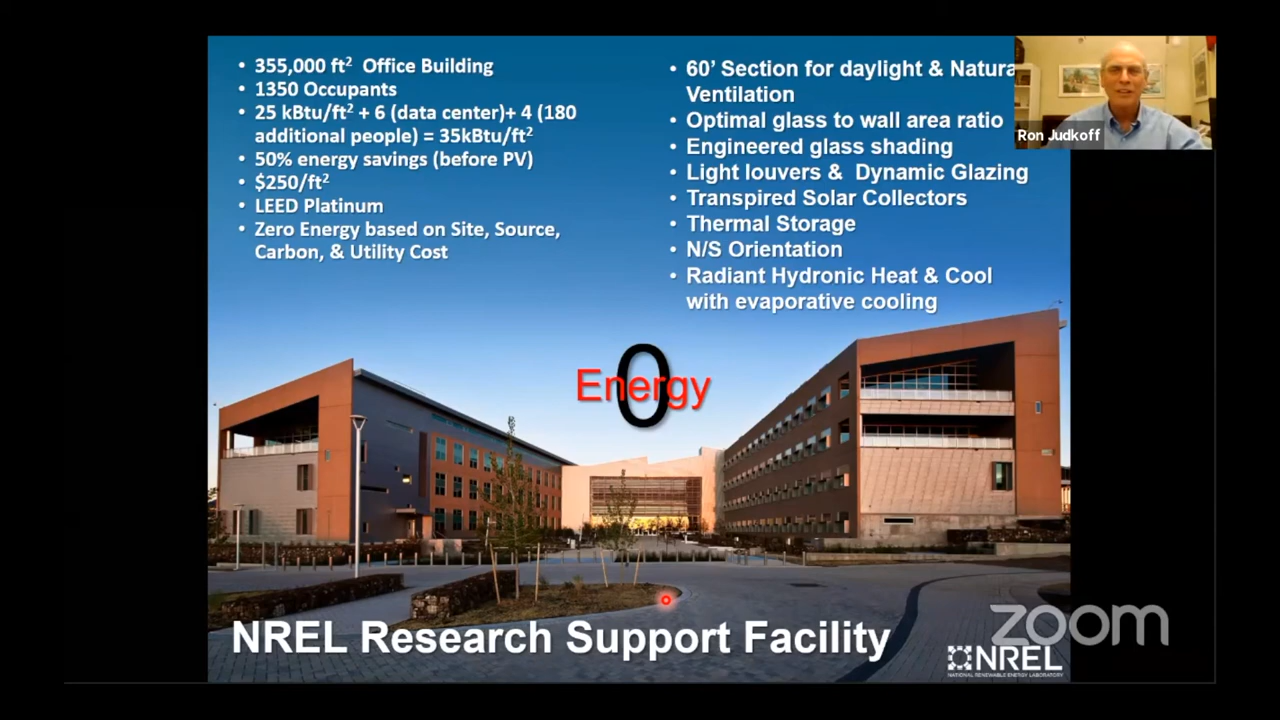 • 355,000 ft² Office Building
• 1350 Occupants
• 25 kBtu/ft² + 6 (data center)+ 4 (180
additional people) = 35kBtu/ft²
• 50% energy savings (before PV)
• $250/ft²
• LEED Platinum
• Zero Energy based on Site, Source,
Carbon, & Utility Cost
• 60’ Section for daylight & Natura
Ventilation
• Optimal glass to wall area ratio
• Engineered glass shading
• Light louvers & Dynamic Glazing
• Transpired Solar Collectors
• Thermal Storage
• N/S Orientation
• Radiant Hydronic Heat & Cool
with evaporative cooling
Ron Judkoff
0
Energy
NREL Research Support Facility
zoom
NREL
NATIONAL RENEWABLE ENERGY LABORATORY